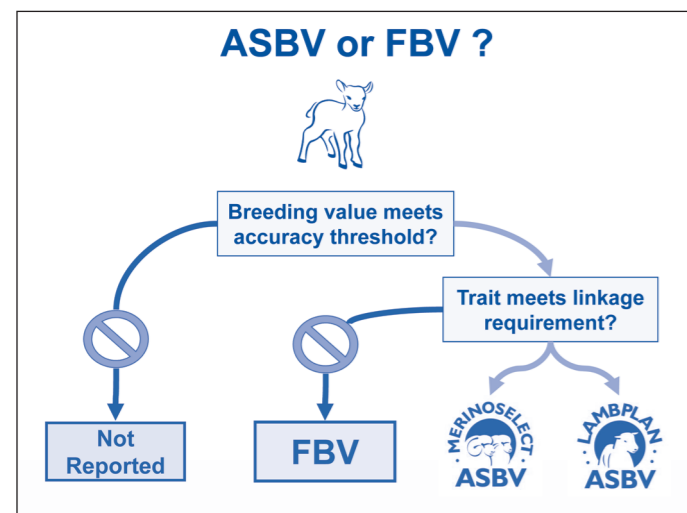 ASBV or FBV ?
Breeding value meets
accuracy threshold?
Trait meets linkage
requirement?
Not
Reported
FBV
MERINOSELECT
ASBV
LAMBPLAN
ASBV